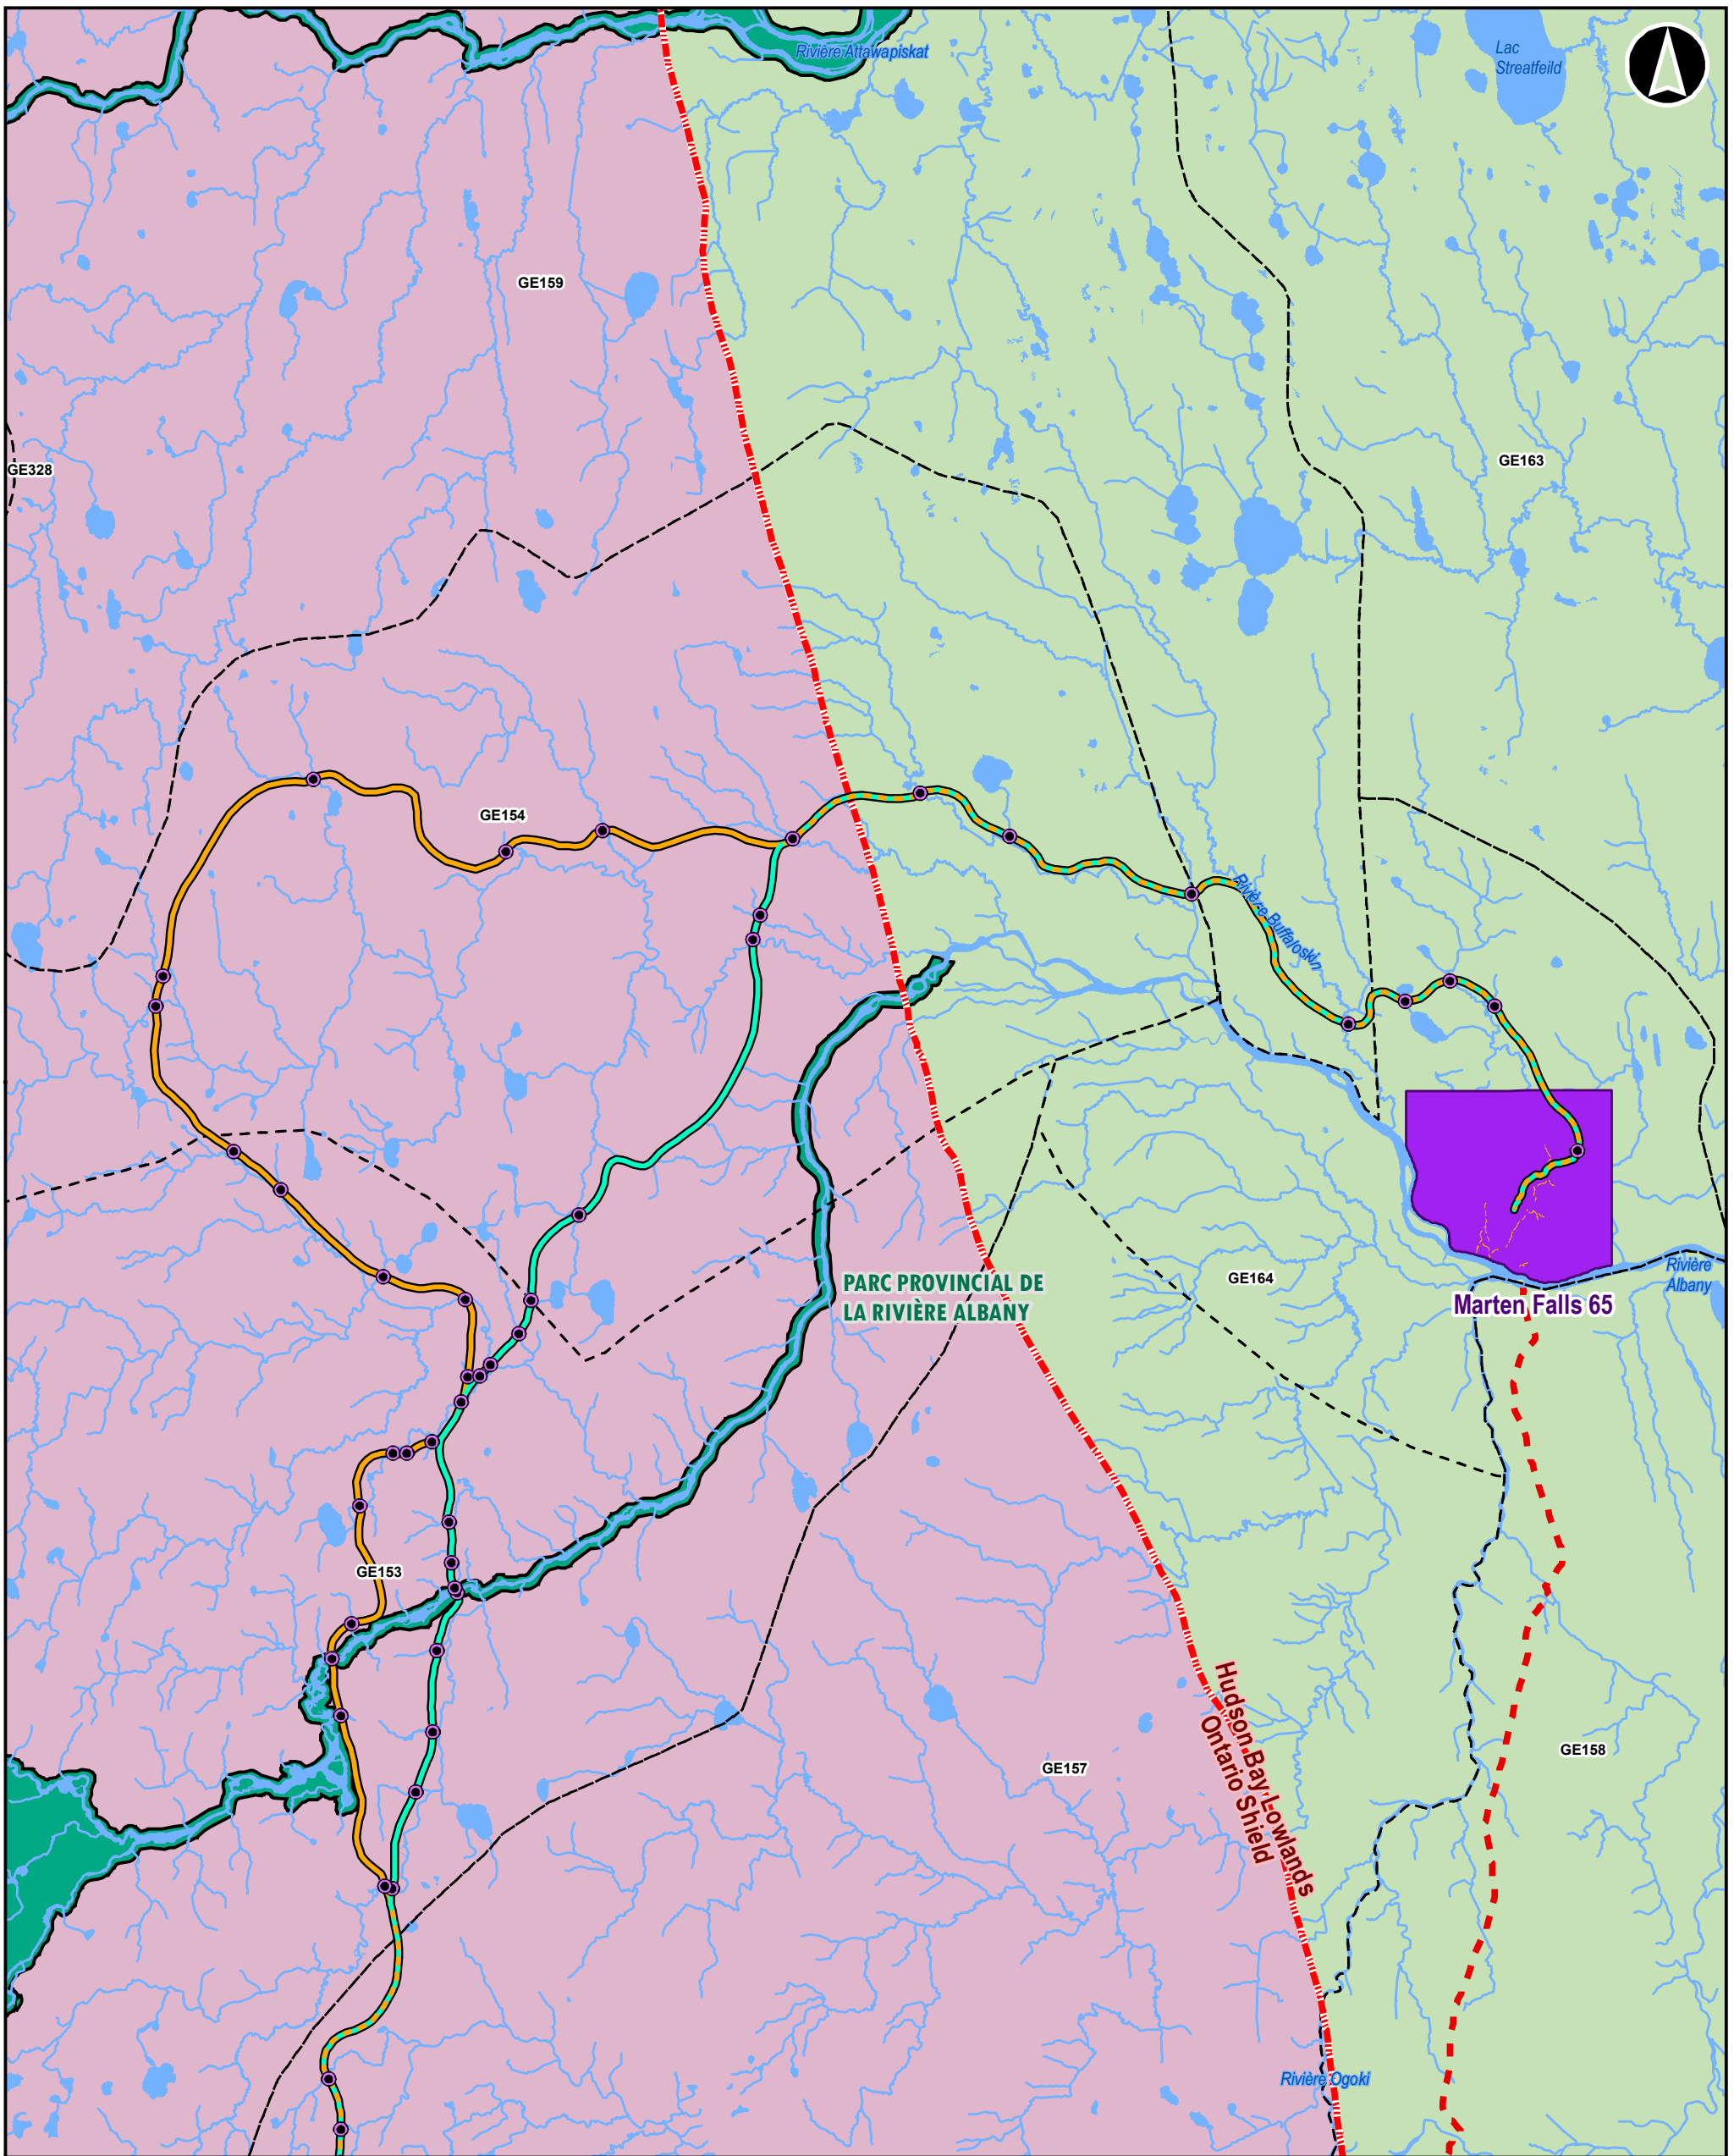 Rivière Attawapiskat
Lac
Streatfeild
GE159
GE328
GE163
GE154
Rivière Buffaloskin
PARC PROVINCIAL DE
LA RIVIÈRE ALBANY
GE164
Rivière
Albany
Marten Falls 65
GE153
Hudson Bay Lowlands
Ontario Shield
GE157
GE158
Rivière Ogoki